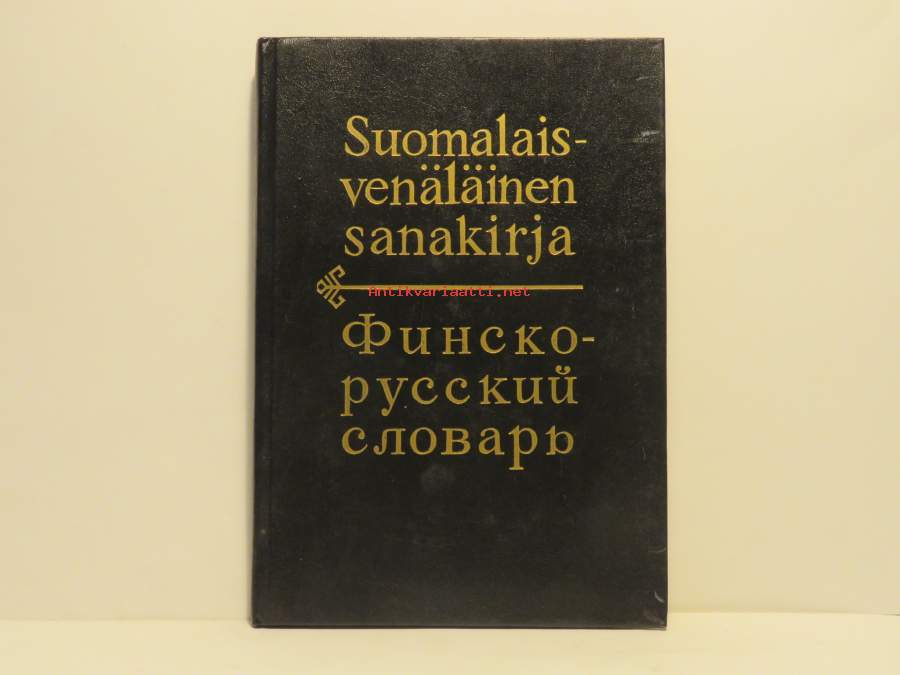 Suomalais-
venäläinen
sanakirja
Antikvariaatti.net
Финско-
русский
словарь